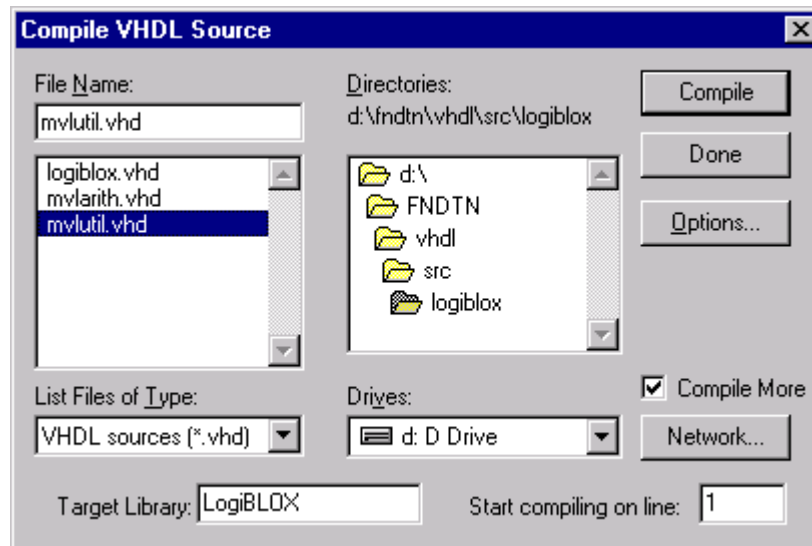 Compile VHDL Source
File Name:
mvlutil.vhd
logiblox.vhd
mvlarith.vhd
mvlutil.vhd
List Files of Type:
VHDL sources (*.vhd)
Directories:
d:\fndtn\vhdl\src\logiblox
d:\
FNDTN
vhdl
src
logiblox
Drives:
d: D Drive
Compile
Done
Options...
Compile More
Network...
Target Library: LogiBLOX
Start compiling on line: 1